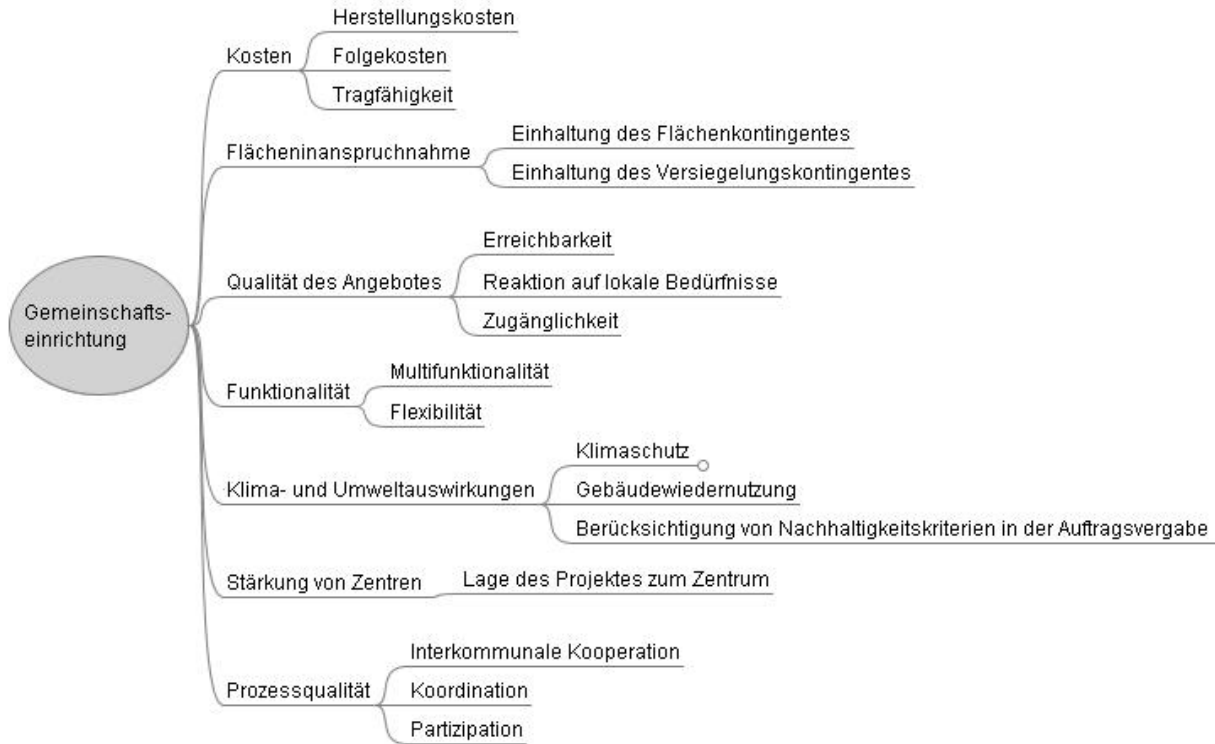 Herstellungskosten
Kosten
Folgekosten
Tragfähigkeit
Einhaltung des Flächenkontingentes
Flächeninanspruchnahme
Einhaltung des Versiegelungskontingentes
Erreichbarkeit
Qualität des Angebotes
Reaktion auf lokale Bedürfnisse
Zugänglichkeit
Gemeinschafts-
einrichtung
Multifunktionalität
Funktionalität
Flexibilität
Klimaschutz
Klima- und Umweltauswirkungen
Gebäudewiedernutzung
Berücksichtigung von Nachhaltigkeitskriterien in der Auftragsvergabe
Stärkung von Zentren
Lage des Projektes zum Zentrum
Interkommunale Kooperation
Prozessqualität
Koordination
Partizipation